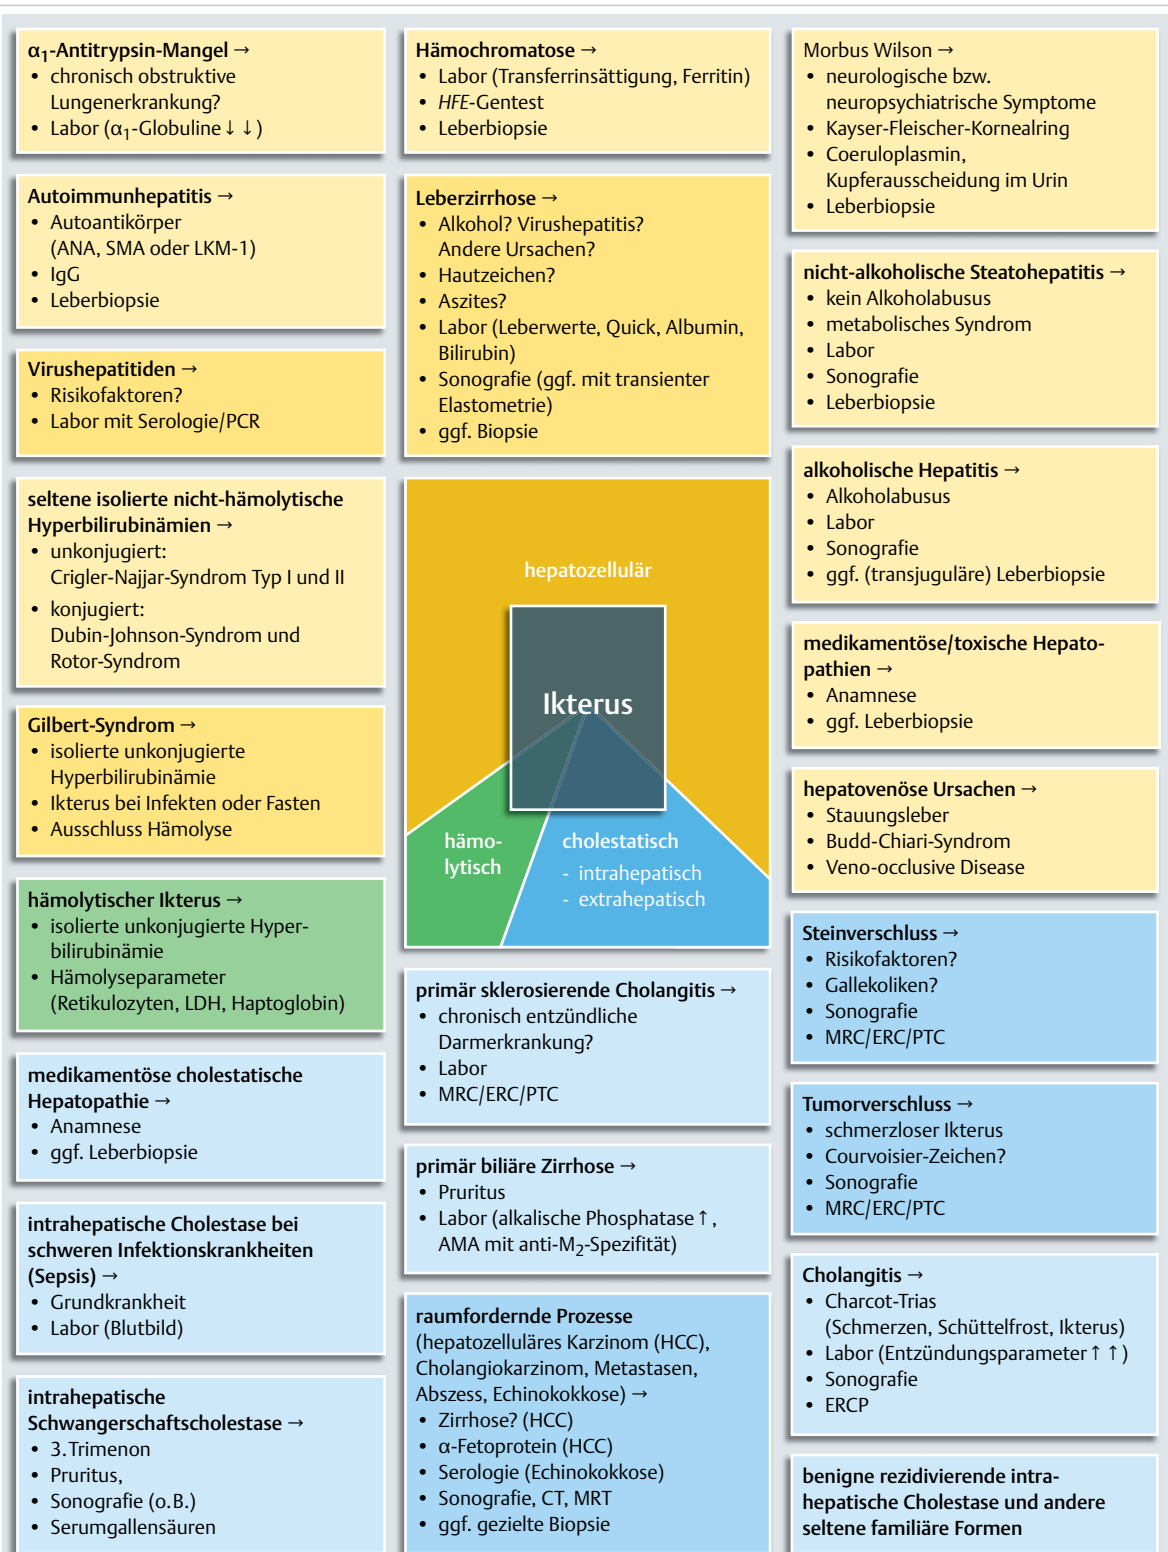 α1-Antitrypsin-Mangel →
• chronisch obstruktive
Lungenerkrankung?
• Labor (α1-Globuline ↓ ↓)
Autoimmunhepatitis →
• Autoantikörper
(ANA, SMA oder LKM-1)
• IgG
• Leberbiopsie
Virushepatitiden →
• Risikofaktoren?
• Labor mit Serologie/PCR
seltene isolierte nicht-hämolytische
Hyperbilirubinämien →
• unkonjugiert:
Crigler-Najjar-Syndrom Typ I und II
• konjugiert:
Dubin-Johnson-Syndrom und
Rotor-Syndrom
Gilbert-Syndrom →
• isolierte unkonjugierte
Hyperbilirubinämie
• Ikterus bei Infekten oder Fasten
• Ausschluss Hämolyse
hämolytischer Ikterus →
• isolierte unkonjugierte Hyper-
bilirubinämie
• Hämolyseparameter
(Retikulozyten, LDH, Haptoglobin)
medikamentöse cholestatische
Hepatopathie →
• Anamnese
• ggf. Leberbiopsie
intrahepatische Cholestase bei
schweren Infektionskrankheiten
(Sepsis) →
• Grundkrankheit
• Labor (Blutbild)
intrahepatische
Schwangerschaftscholestase →
• 3. Trimenon
• Pruritus,
• Sonografie (o.B.)
• Serumgallensäuren
Hämochromatose →
• Labor (Transferrinsättigung, Ferritin)
• HFE-Gentest
• Leberbiopsie
Leberzirrhose →
• Alkohol? Virushepatitis?
Andere Ursachen?
• Hautzeichen?
• Aszites?
• Labor (Leberwerte, Quick, Albumin,
Bilirubin)
• Sonografie (ggf. mit transienter
Elastometrie)
• ggf. Biopsie
hepatozellulär
Ikterus
hämo-
lytisch
cholestatisch
- intrahepatisch
- extrahepatisch
primär sklerosierende Cholangitis →
• chronisch entzündliche
Darmerkrankung?
• Labor
• MRC/ERC/PTC
primär biliäre Zirrhose →
• Pruritus
• Labor (alkalische Phosphatase ↑,
AMA mit anti-M2-Spezifität)
raumfordernde Prozesse
(hepatozelluläres Karzinom (HCC),
Cholangiokarzinom, Metastasen,
Abszess, Echinokokkose) →
• Zirrhose? (HCC)
• α-Fetoprotein (HCC)
• Serologie (Echinokokkose)
• Sonografie, CT, MRT
• ggf. gezielte Biopsie
Morbus Wilson →
• neurologische bzw.
neuropsychiatrische Symptome
• Kayser-Fleischer-Kornealring
• Coeruloplasmin,
Kupferausscheidung im Urin
• Leberbiopsie
nicht-alkoholische Steatohepatitis →
• kein Alkoholabusus
• metabolisches Syndrom
• Labor
• Sonografie
• Leberbiopsie
alkoholische Hepatitis →
• Alkoholabusus
• Labor
• Sonografie
• ggf. (transjuguläre) Leberbiopsie
medikamentöse/toxische Hepato-
pathien →
• Anamnese
• ggf. Leberbiopsie
hepatovenöse Ursachen →
• Stauungsleber
• Budd-Chiari-Syndrom
• Veno-occlusive Disease
Steinverschluss →
• Risikofaktoren?
• Gallekoliken?
• Sonografie
• MRC/ERC/PTC
Tumorverschluss →
• schmerzloser Ikterus
• Courvoisier-Zeichen?
• Sonografie
• MRC/ERC/PTC
Cholangitis →
• Charcot-Trias
(Schmerzen, Schüttelfrost, Ikterus)
• Labor (Entzündungsparameter ↑ ↑)
• Sonografie
• ERCP
benigne rezidivierende intra-
hepatische Cholestase und andere
seltene familiäre Formen